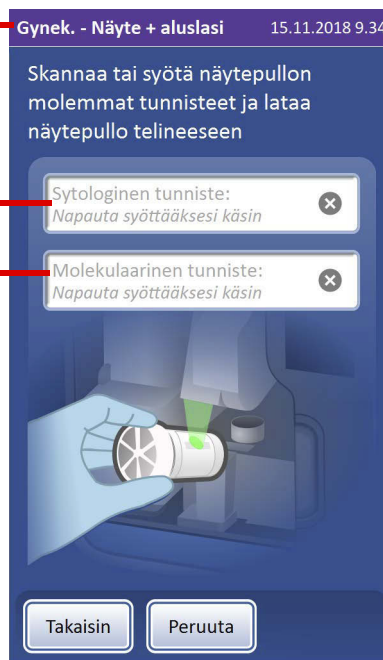 Gynek. - Näyte + aluslasi 15.11.2018 9.34
Skannaa tai syötä näytepullon
molemmat tunnisteet ja lataa
näytepullo telineeseen
Sytologinen tunniste:
Napauta syöttääksesi käsin
Molekulaarinen tunniste:
Napauta syöttääksesi käsin
Takaisin Peruuta